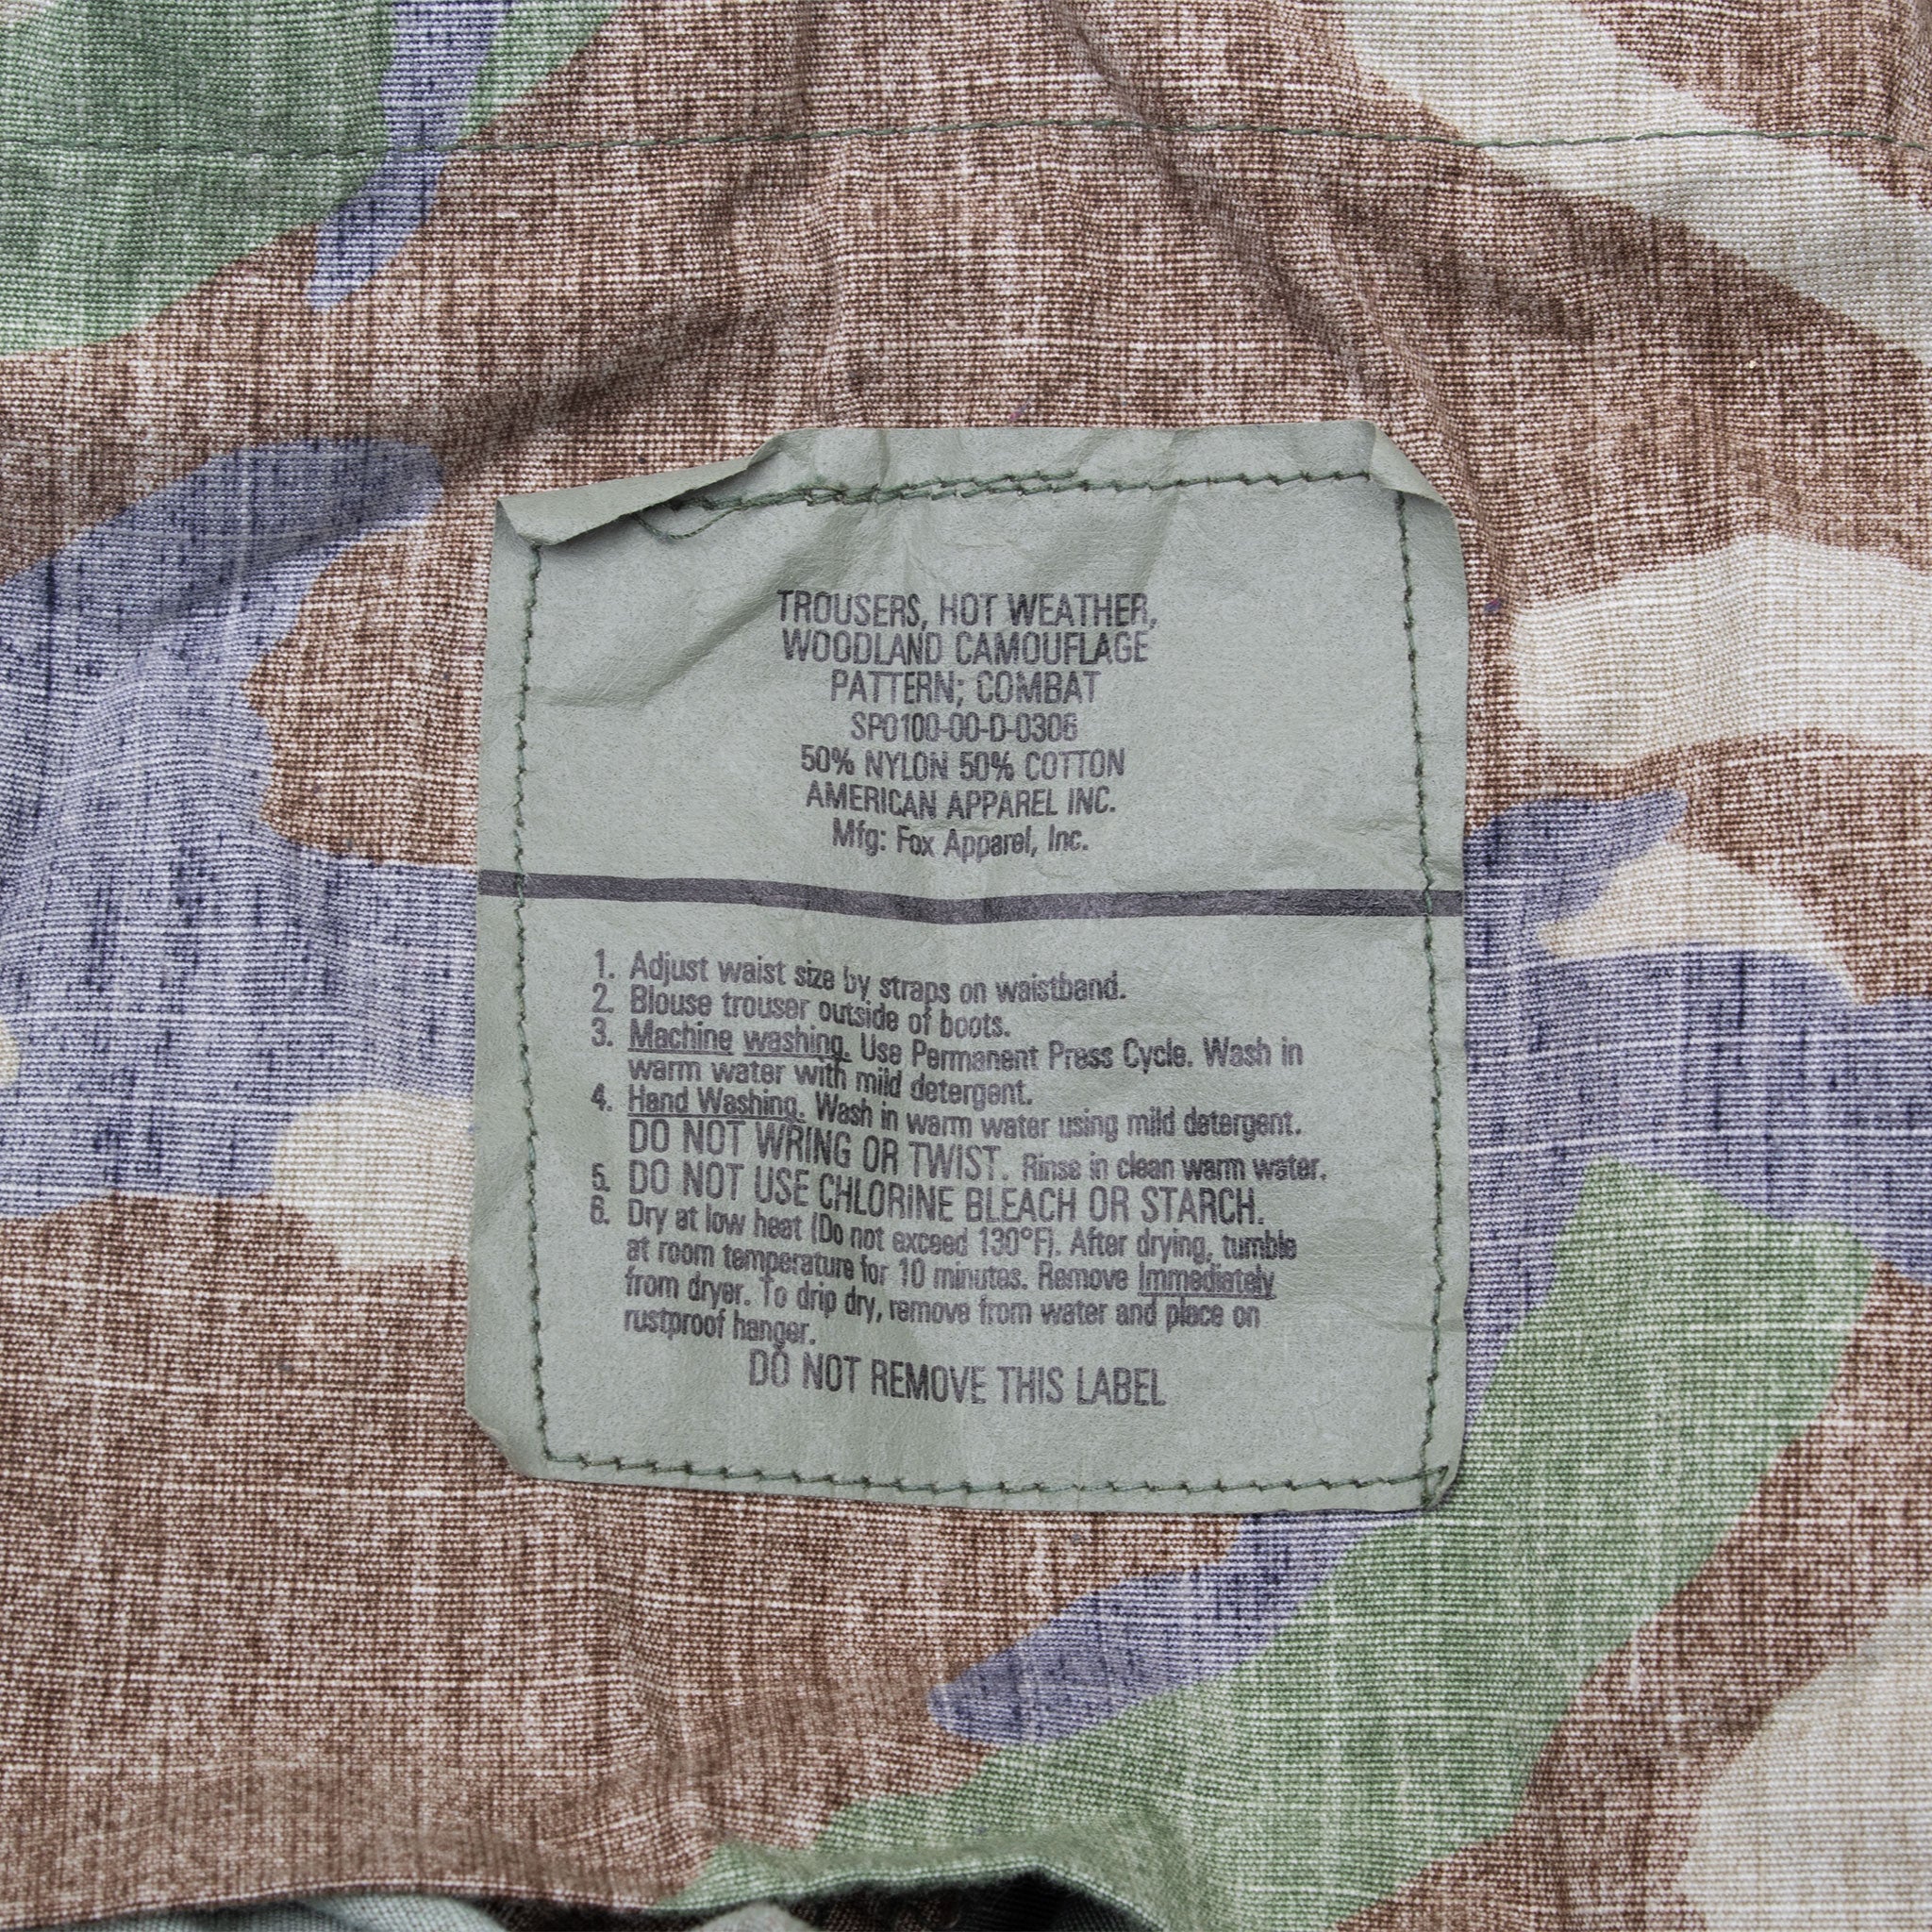 TROUSERS, HOT WEATHER,
WOODLAND CAMOUFLAGE
PATTERN; COMBAT
SP0100-00-D-0306
50% NYLON 50% COTTON
AMERICAN APPAREL INC.
Mfg: Fox Apparel, Inc.
1. Adjust waist size by straps on waistband.
2. Blouse trouser outside of boots.
3. Machine washing. Use Permanent Press Cycle. Wash in
warm water with mild detergent.
4. Hand Washing. Wash in warm water using mild detergent.
DO NOT WRING OR TWIST. Rinse in clean warm water.
5. DO NOT USE CHLORINE BLEACH OR STARCH.
6. Dry at low heat (Do not exceed 130°F). After drying, tumble
at room temperature for 10 minutes. Remove Immediately
from dryer. To drip dry, remove from water and place on
rustproof hanger.
DO NOT REMOVE THIS LABEL